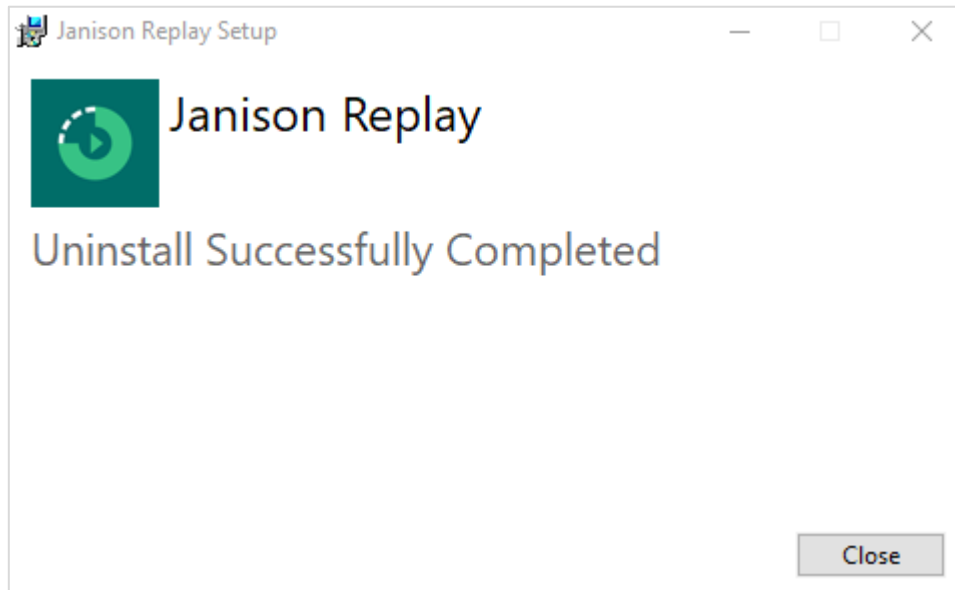 Janison Replay Setup
Janison Replay
Uninstall Successfully Completed
Close